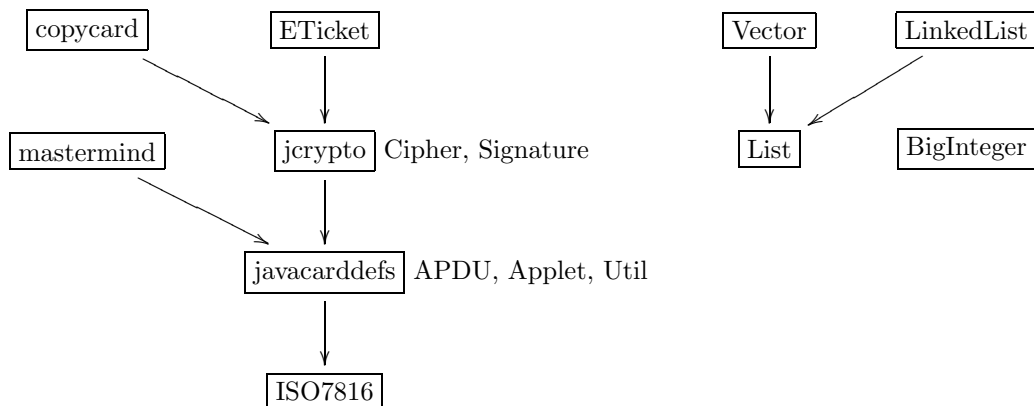 copycard
ETicket
Vector
LinkedList
mastermind
jcrypto Cipher, Signature
List
BigInteger
javacarddefs APDU, Applet, Util
ISO7816